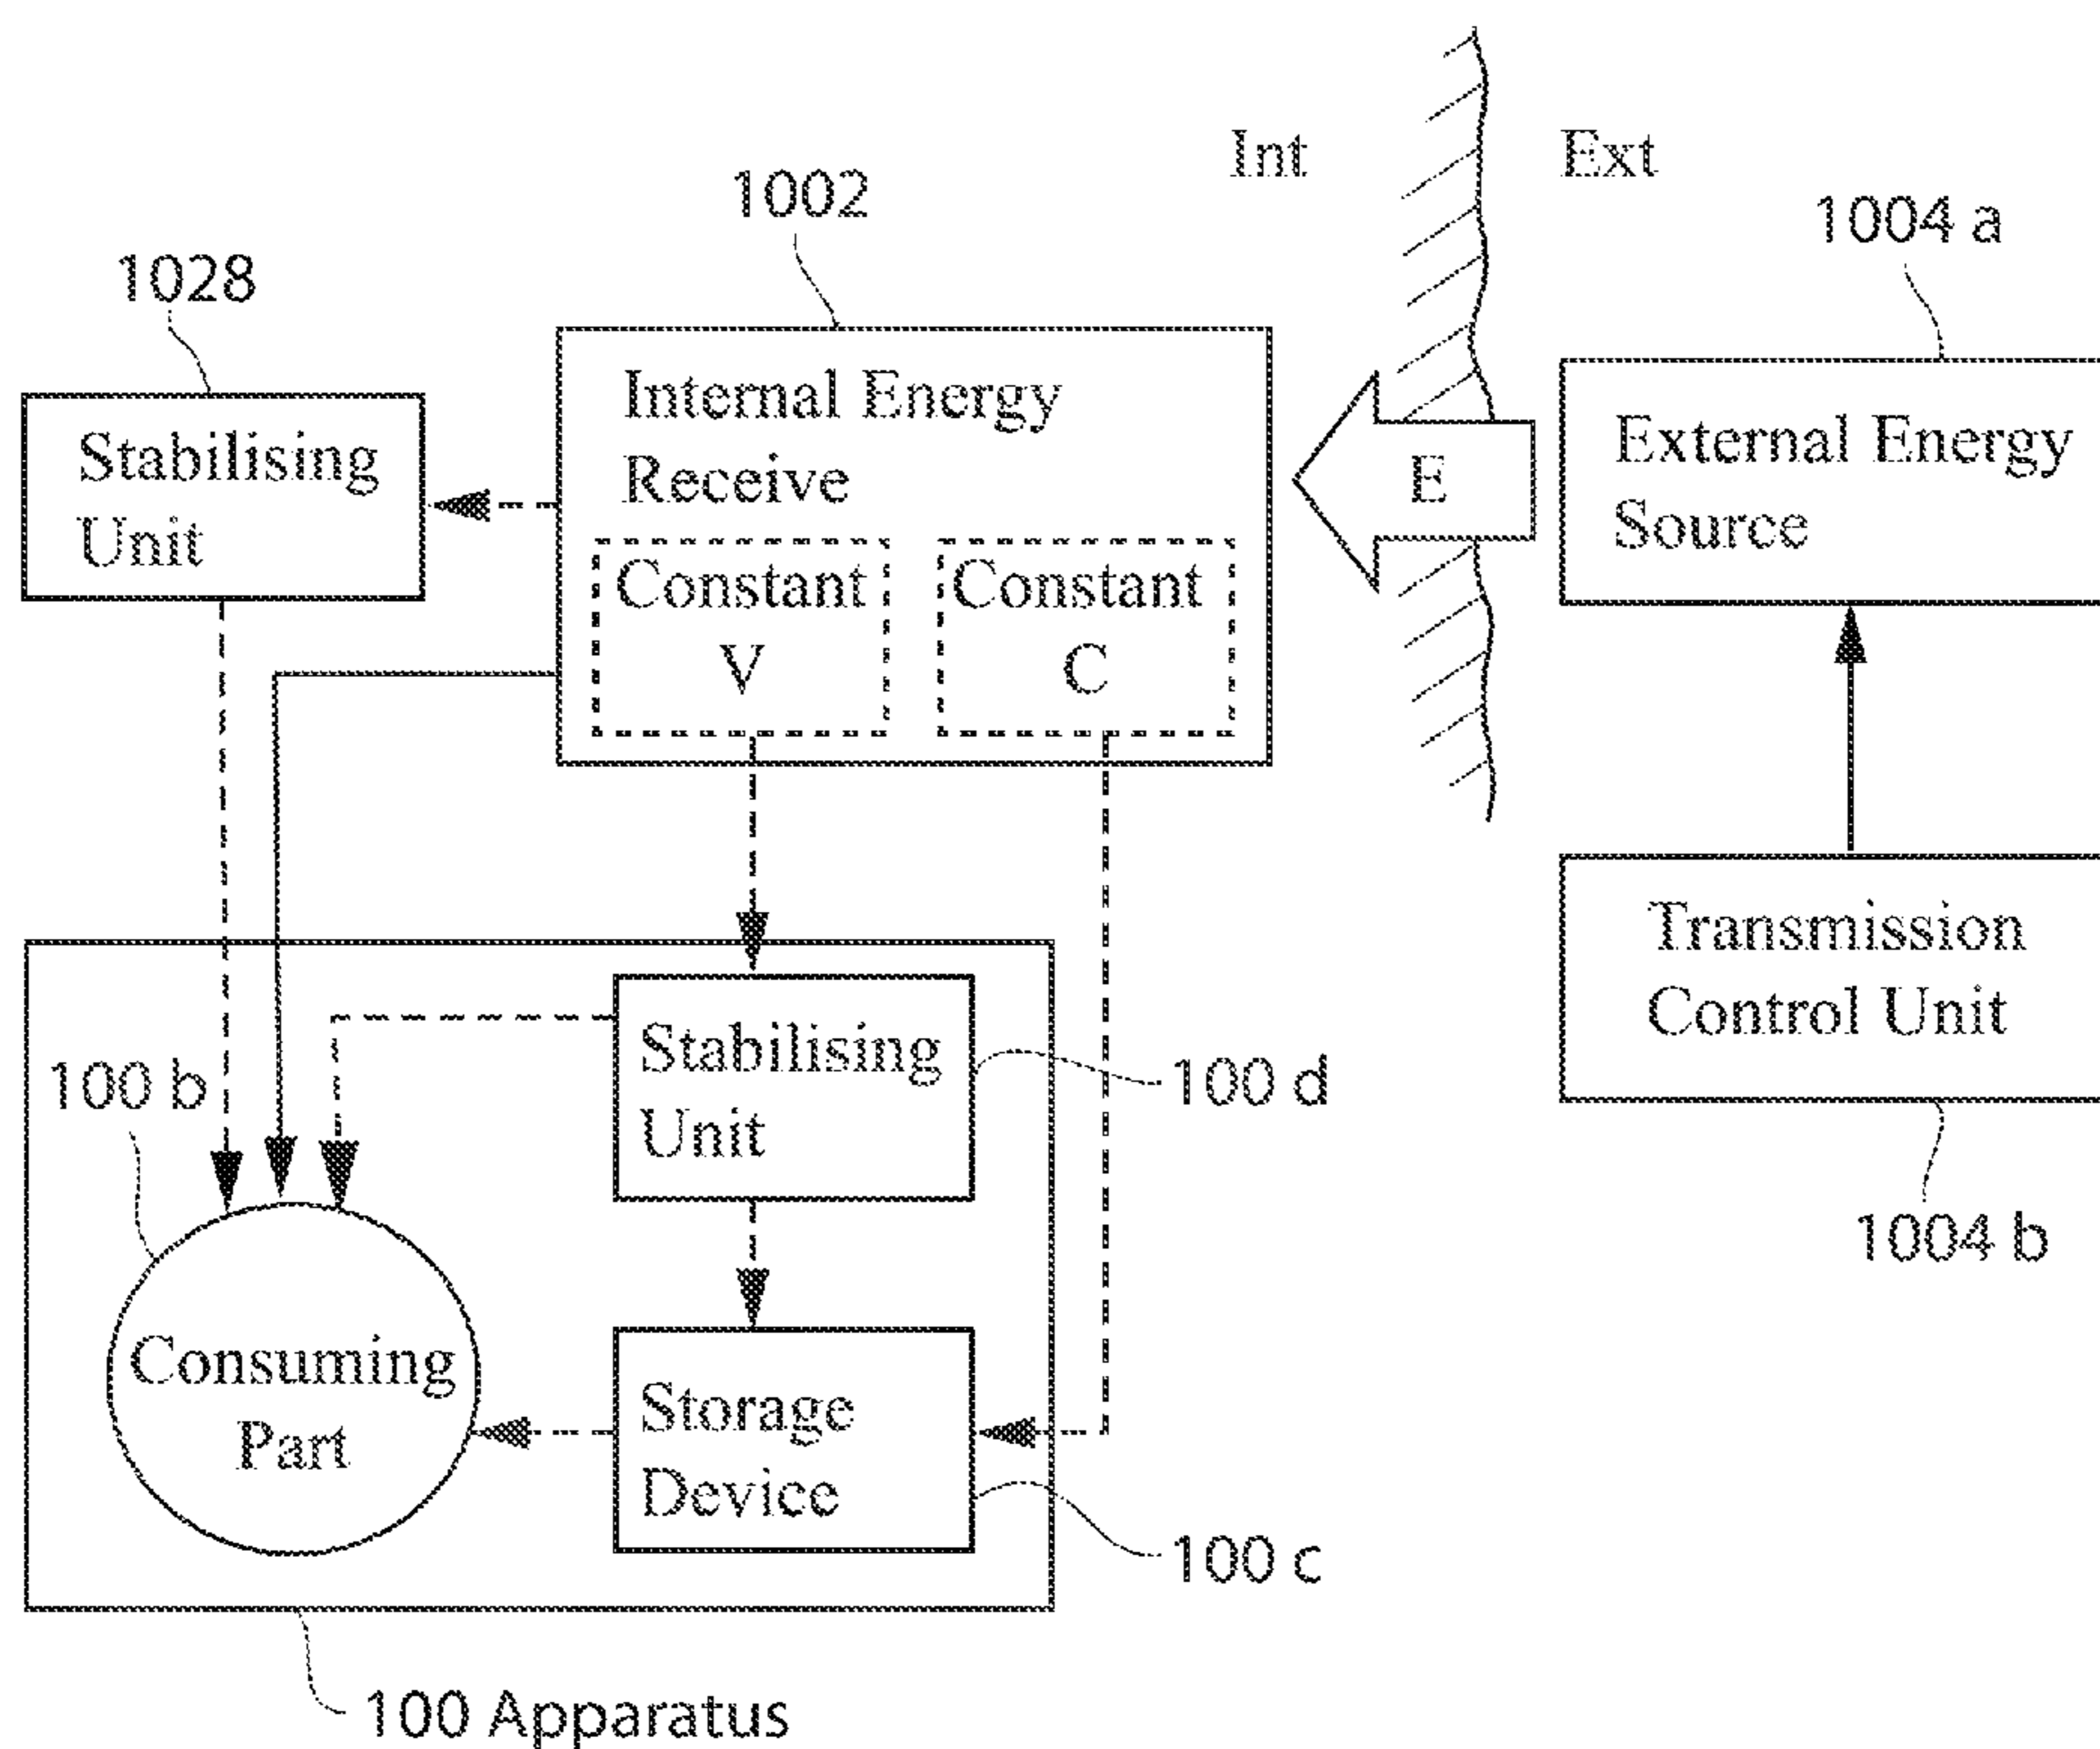 Int
Ext
1002
1004 a
1028
Internal Energy
Receive
Constant
V
Constant
C
E
External Energy
Source
Stabilising
Unit
Transmission
Control Unit
1004 b
Stabilising
Unit
100 d
100 b
Consuming
Part
Storage
Device
100 c
100 Apparatus